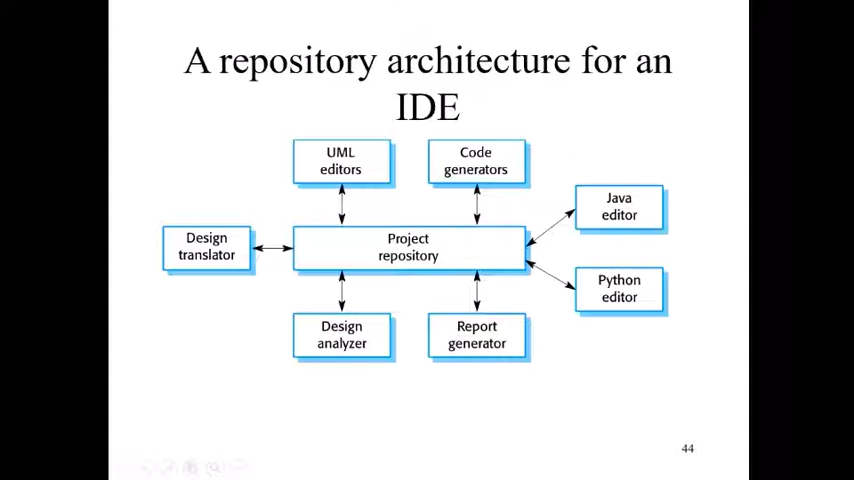 A repository architecture for an
IDE
UML
editors
Code
generators
Java
editor
Design
translator
Project
repository
Python
editor
Design
analyzer
Report
generator
44